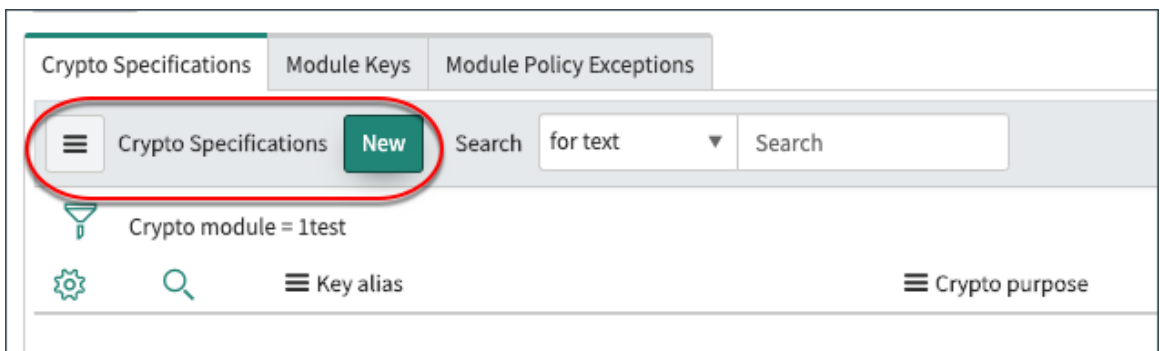 Crypto Specifications Module Keys Module Policy Exceptions
Crypto Specifications New Search for text Search
Crypto module = 1test
Key alias Crypto purpose